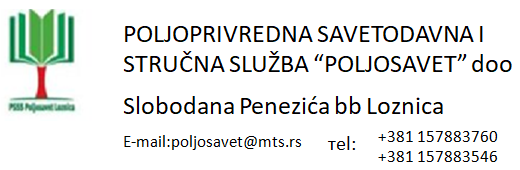 POLJOPRIVREDNA SAVETODAVNA I
STRUČNA SLUŽBA “POLJOSAVET” doo
PSSS Poljosavet Loznica
Slobodana Penezića bb Loznica
E-mail:poljosavet@mts.rs
тel: +381 157883760
+381 157883546